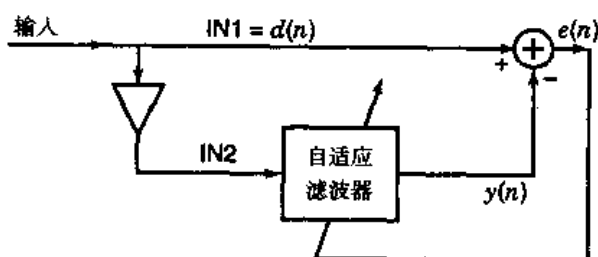 输入
IN1 = d(n)
e(n)
+
+
−
IN2
自适应
滤波器
y(n)